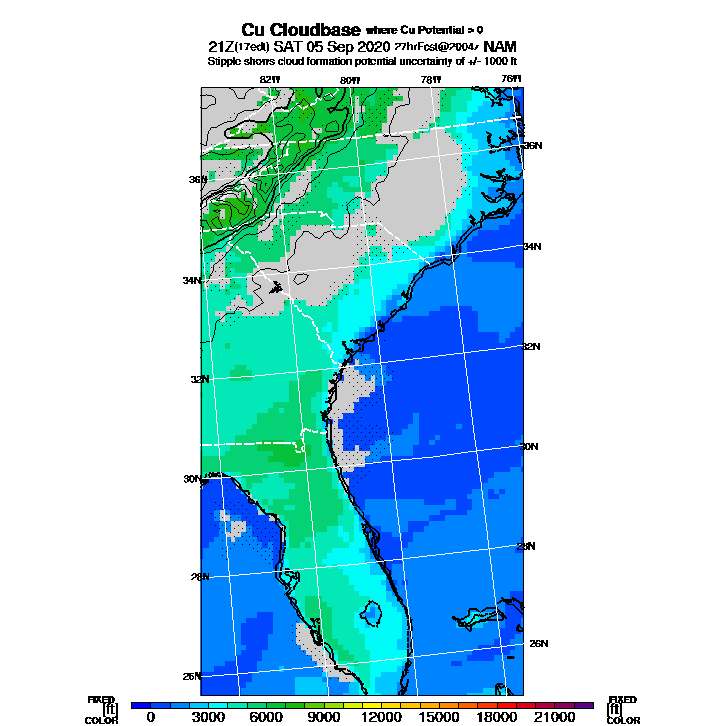 Cu Cloudbase where Cu Potential > 0
21Z(17edt) SAT 05 Sep 2020 27hrFcst@2004z NAM
Stipple shows cloud formation potential uncertainty of +/- 1000 ft
82W 80W 78W 76W
36N
36N
34N
34N
32N
32N
30N
30N
28N
28N
26N
26N
FIXED FIXED
[ft] 0 3000 6000 9000 12000 15000 18000 21000 [ft]
COLOR COLOR